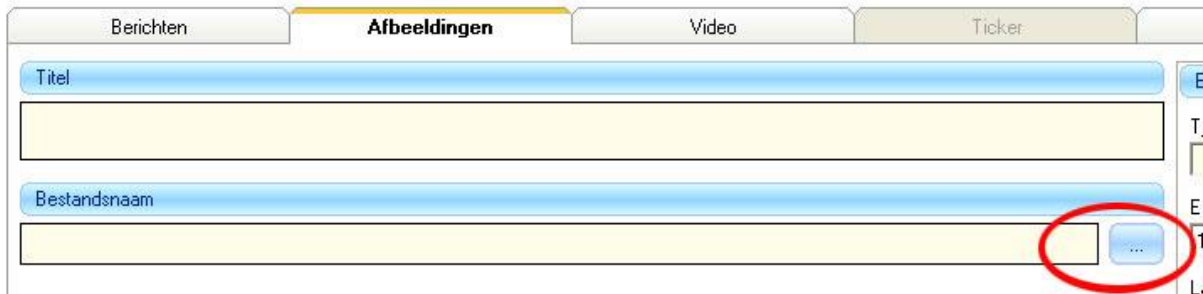 Berichten
Afbeeldingen
Video
Ticker
Titel
Bestandsnaam
...